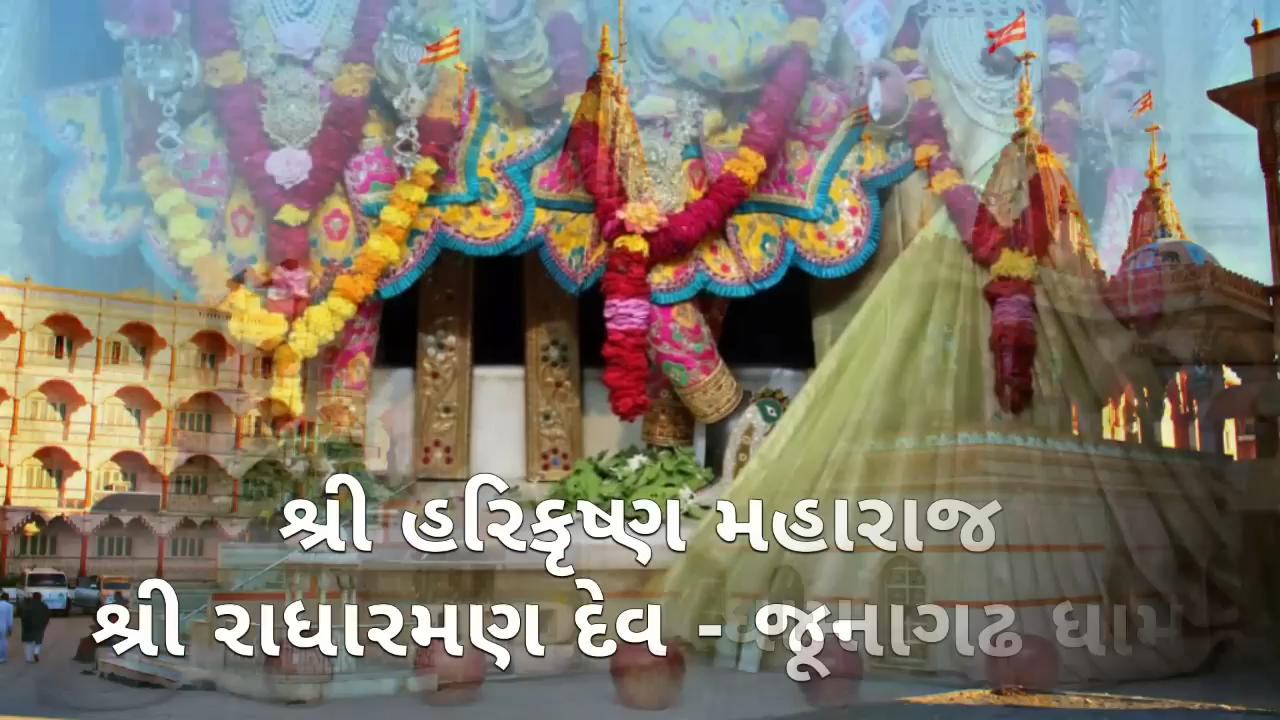 શ્રી હરિકૃષ્ણ મહારાજ
શ્રી રાધારમણ દેવ - જૂનાગઢ ધામ